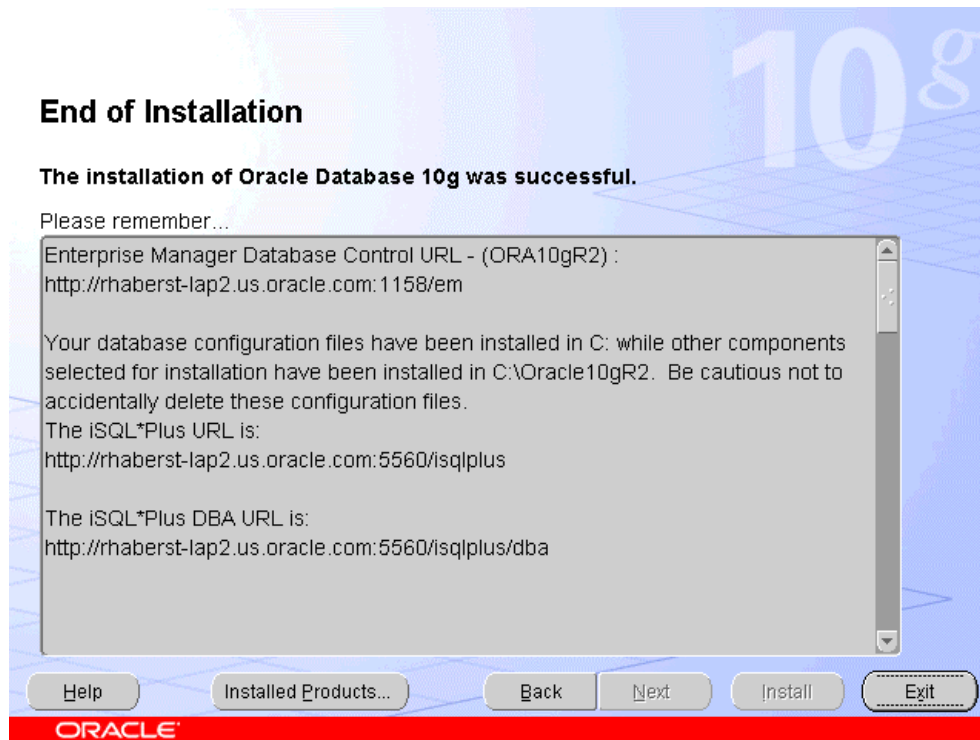 10g
End of Installation
The installation of Oracle Database 10g was successful.
Please remember...
Enterprise Manager Database Control URL - (ORA10gR2) :
http://rhaberst-lap2.us.oracle.com:1158/em
Your database configuration files have been installed in C: while other components
selected for installation have been installed in C:\Oracle10gR2.  Be cautious not to
accidentally delete these configuration files.
The iSQL*Plus URL is:
http://rhaberst-lap2.us.oracle.com:5560/isqlplus
The iSQL*Plus DBA URL is:
http://rhaberst-lap2.us.oracle.com:5560/isqlplus/dba
Help Installed Products... Back Next Install Exit
ORACLE